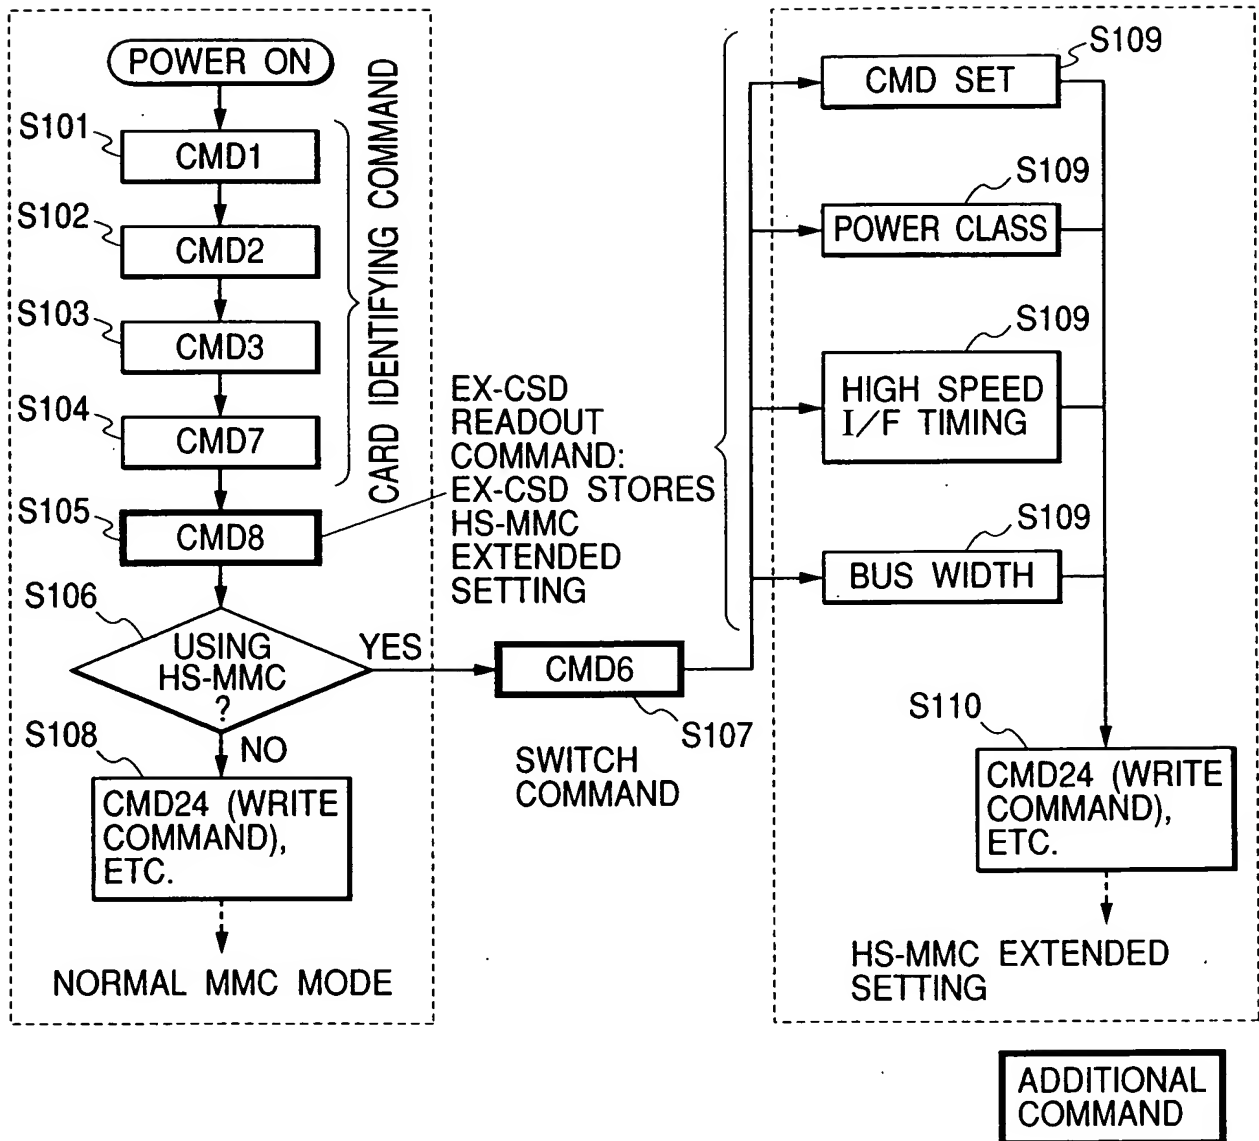 POWER ON
S101
CMD1
S102
CMD2
S103
CMD3
S104
CMD7
CARD IDENTIFYING COMMAND
S105
CMD8
EX-CSD
READOUT
COMMAND:
EX-CSD STORES
HS-MMC
EXTENDED
SETTING
S106
USING
HS-MMC
?
YES
NO
S108
CMD24 (WRITE
COMMAND),
ETC.
NORMAL MMC MODE
CMD6
S107
SWITCH
COMMAND
S109
CMD SET
S109
POWER CLASS
S109
HIGH SPEED
I/F TIMING
S109
BUS WIDTH
S110
CMD24 (WRITE
COMMAND),
ETC.
HS-MMC EXTENDED
SETTING
ADDITIONAL
COMMAND